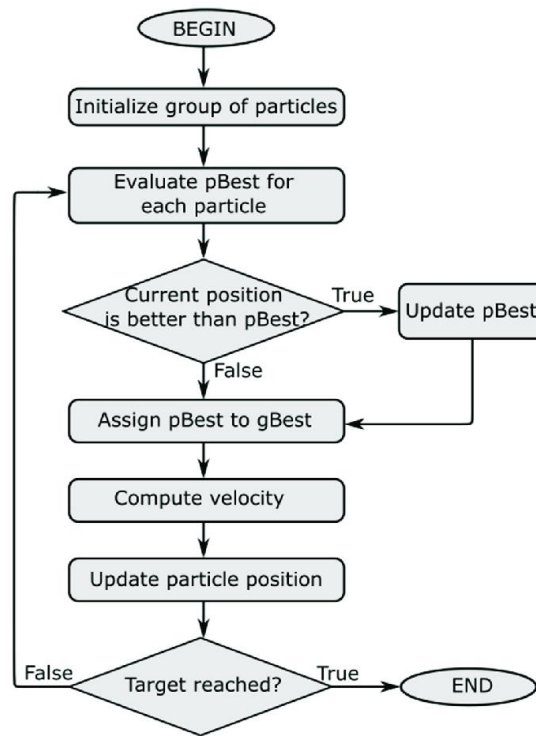 BEGIN
Initialize group of particles
Evaluate pBest for
each particle
Current position
is better than pBest?
True
Update pBest
False
Assign pBest to gBest
Compute velocity
Update particle position
False
Target reached?
True
END